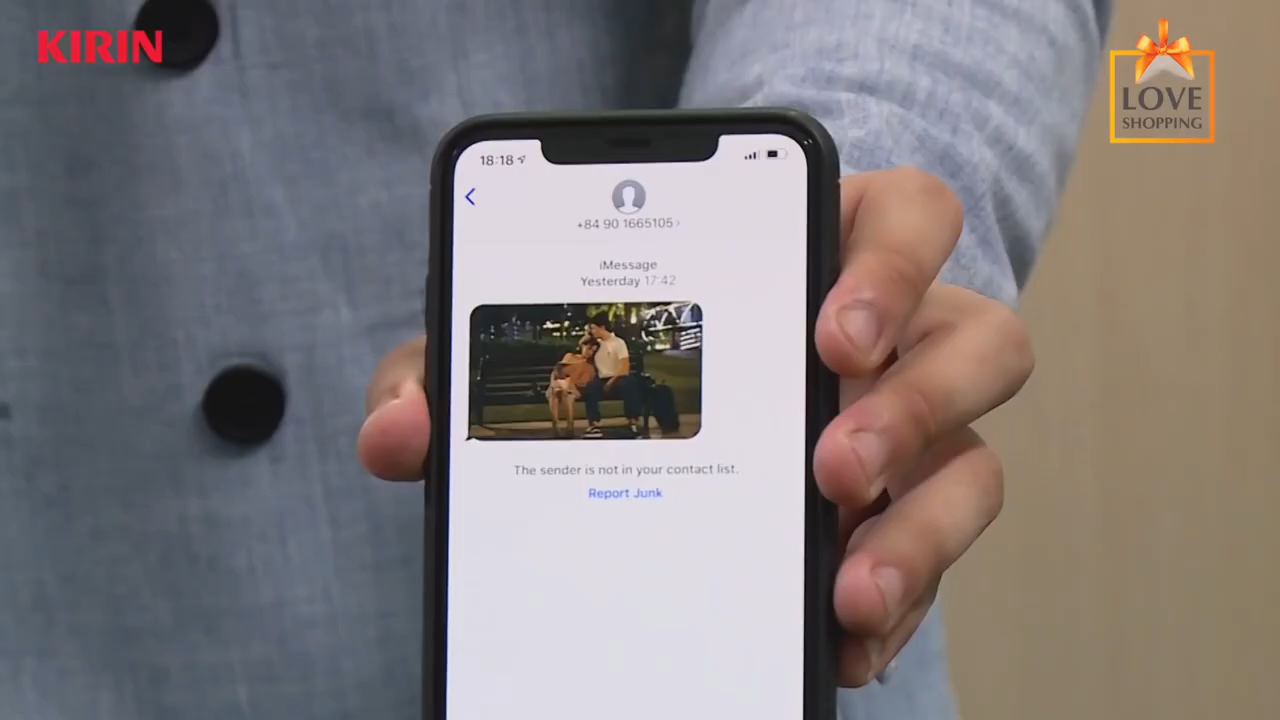 KIRIN
LOVE
SHOPPING
18:18
+84 90 1665105 ›
iMessage
Yesterday 17:42
The sender is not in your contact list.
Report Junk